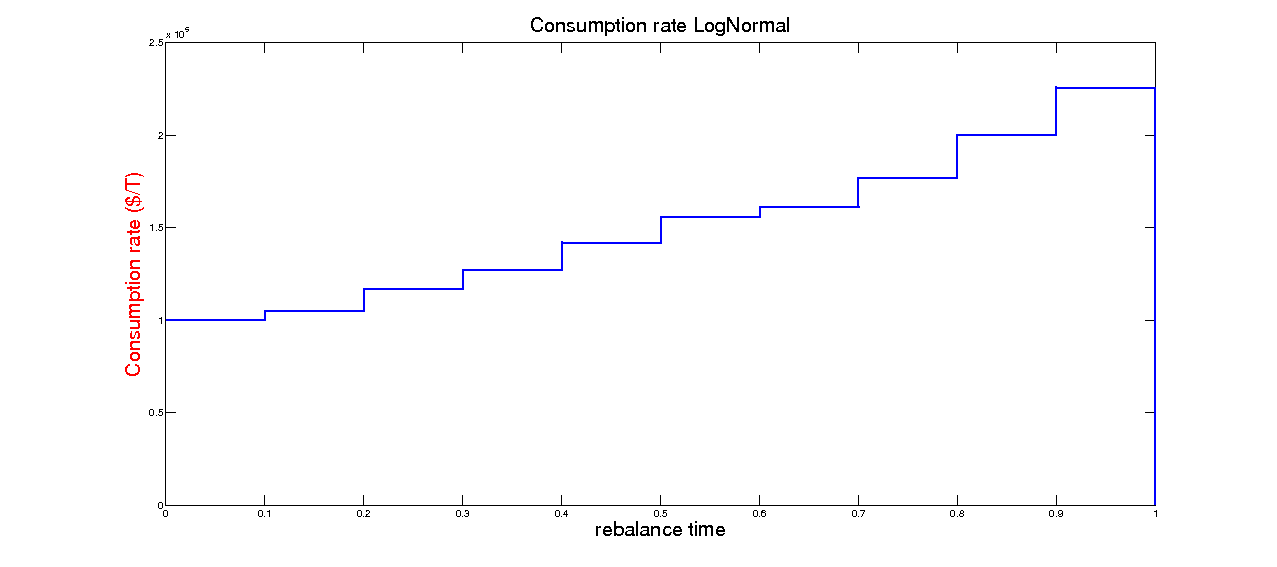 Consumption rate LogNormal
x 10^5
2.5
2
1.5
1
0.5
0
Consumption rate ($/T)
0 0.1 0.2 0.3 0.4 0.5 0.6 0.7 0.8 0.9 1
rebalance time